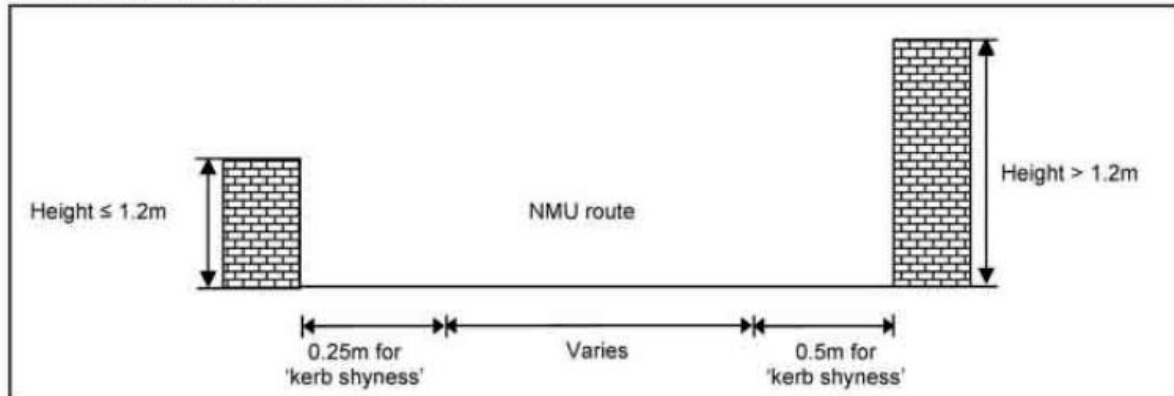 Height ≤ 1.2m
NMU route
Height > 1.2m
0.25m for
'kerb shyness'
Varies
0.5m for
'kerb shyness'